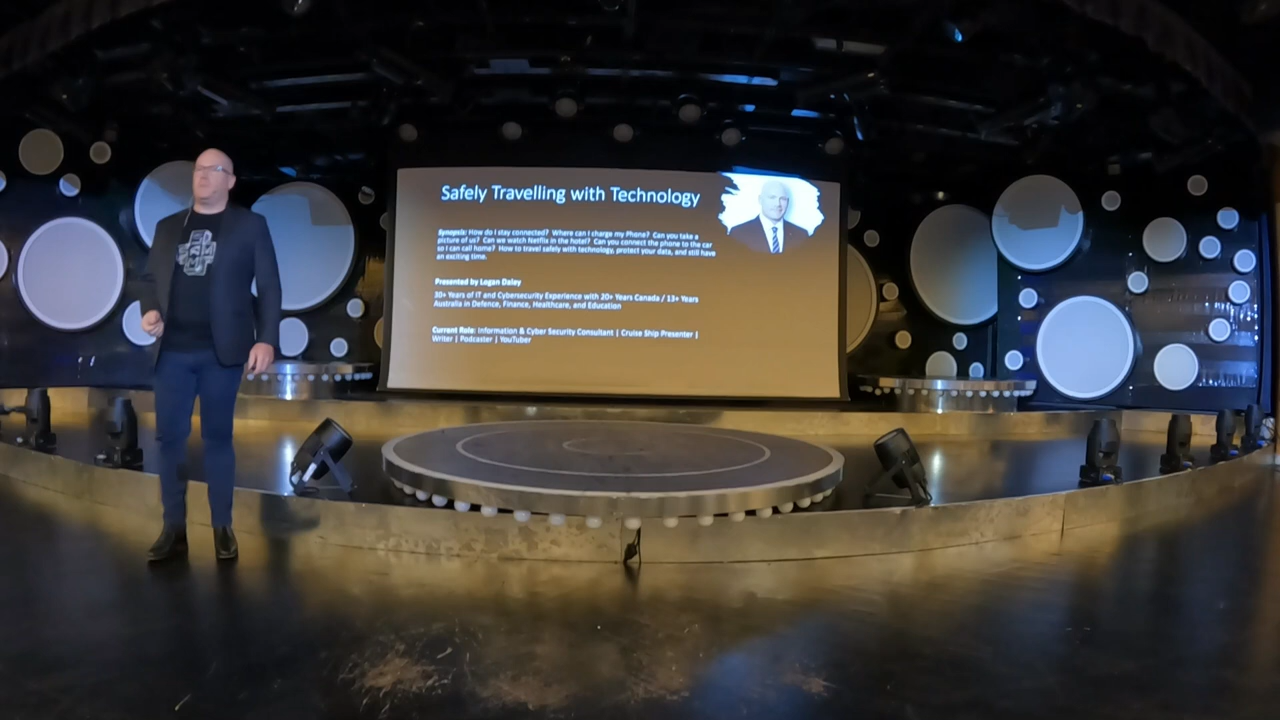 Safely Travelling with Technology
Synopsis: How do I stay connected? Where can I charge my Phone? Can you take a
picture of us? Can we watch Netflix in the hotel? Can you connect the phone to the car
so I can call home? How to travel safely with technology, protect your data, and still have
an exciting time.
Presented by Logan Daley
30+ Years of IT and Cybersecurity Experience with 20+ Years Canada / 13+ Years
Australia in Defence, Finance, Healthcare, and Education
Current Role: Information & Cyber Security Consultant | Cruise Ship Presenter |
Writer | Podcaster | YouTuber